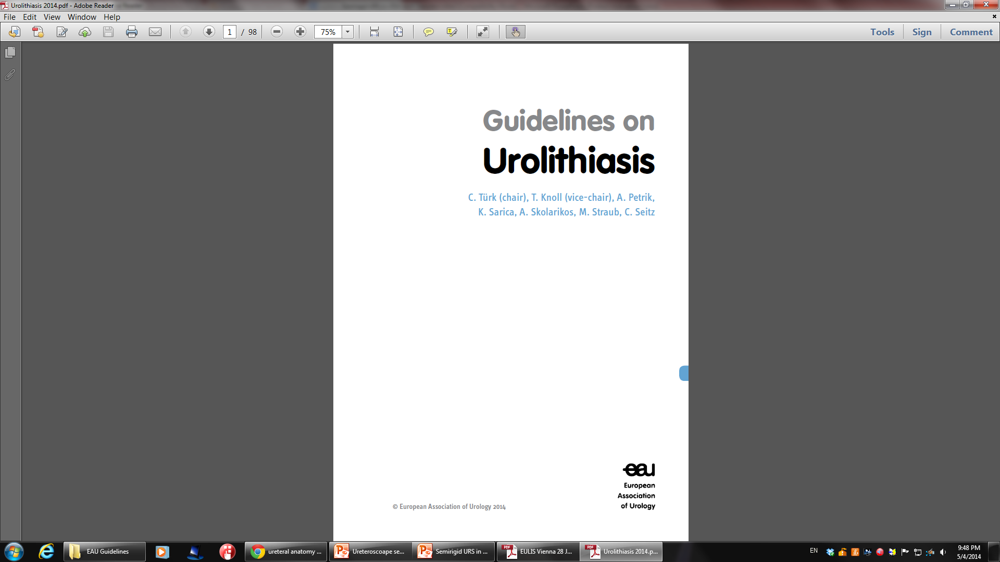 Urolithiasis 2014.pdf - Adobe Reader
File Edit View Window Help
1 / 98 75% Tools Sign Comment
Guidelines on
Urolithiasis
C. Türk (chair), T. Knoll (vice-chair), A. Petrik,
K. Sarica, A. Skolarikos, M. Straub, C. Seitz
eau
European
Association
of Urology
© European Association of Urology 2014
EAU Guidelines ureteral anatomy ... Ureteroscoape se... Semirigid URS in ... EULIS Vienna 28 J... Urolithiasis 2014.p... EN 9:48 PM
5/4/2014